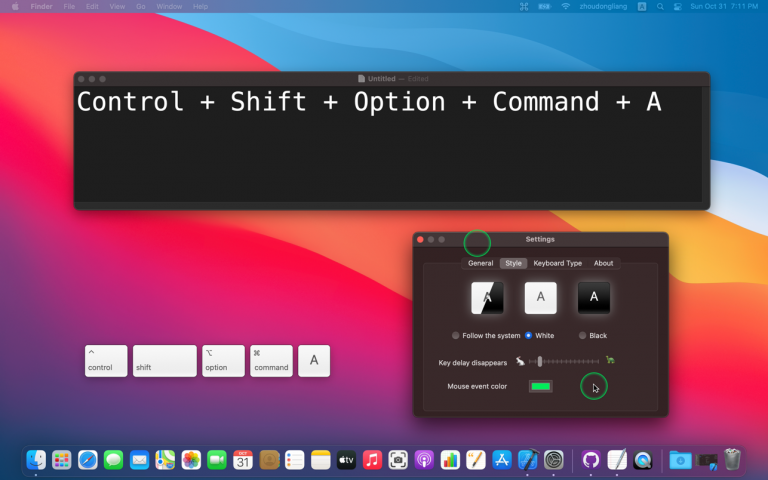 Finder File Edit View Go Window Help
zhoudongliang A Sun Oct 31 7:11 PM
Untitled — Edited
Control + Shift + Option + Command + A
Settings
General Style Keyboard Type About
A A A
Follow the system White Black
Key delay disappears
Mouse event color
^ ⌥ ⌘ A
control shift option command
OCT
31
tv